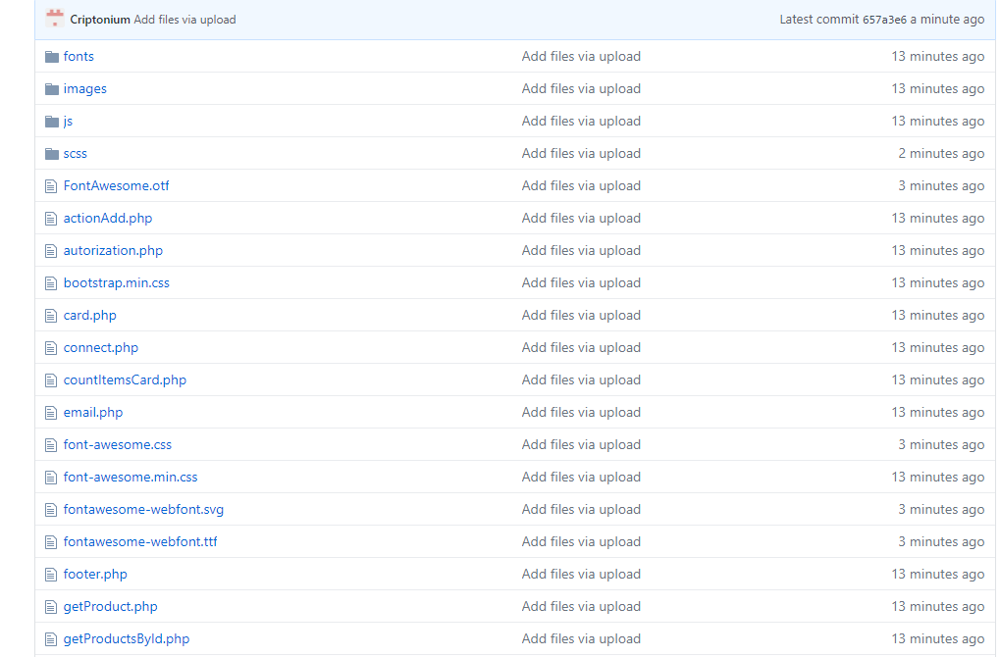 Criptonium Add files via upload Latest commit 657a3e6 a minute ago
fonts Add files via upload 13 minutes ago
images Add files via upload 13 minutes ago
js Add files via upload 13 minutes ago
scss Add files via upload 2 minutes ago
FontAwesome.otf Add files via upload 3 minutes ago
actionAdd.php Add files via upload 13 minutes ago
autorization.php Add files via upload 13 minutes ago
bootstrap.min.css Add files via upload 13 minutes ago
card.php Add files via upload 13 minutes ago
connect.php Add files via upload 13 minutes ago
countItemsCard.php Add files via upload 13 minutes ago
email.php Add files via upload 13 minutes ago
font-awesome.css Add files via upload 3 minutes ago
font-awesome.min.css Add files via upload 13 minutes ago
fontawesome-webfont.svg Add files via upload 3 minutes ago
fontawesome-webfont.ttf Add files via upload 3 minutes ago
footer.php Add files via upload 13 minutes ago
getProduct.php Add files via upload 13 minutes ago
getProductsById.php Add files via upload 13 minutes ago